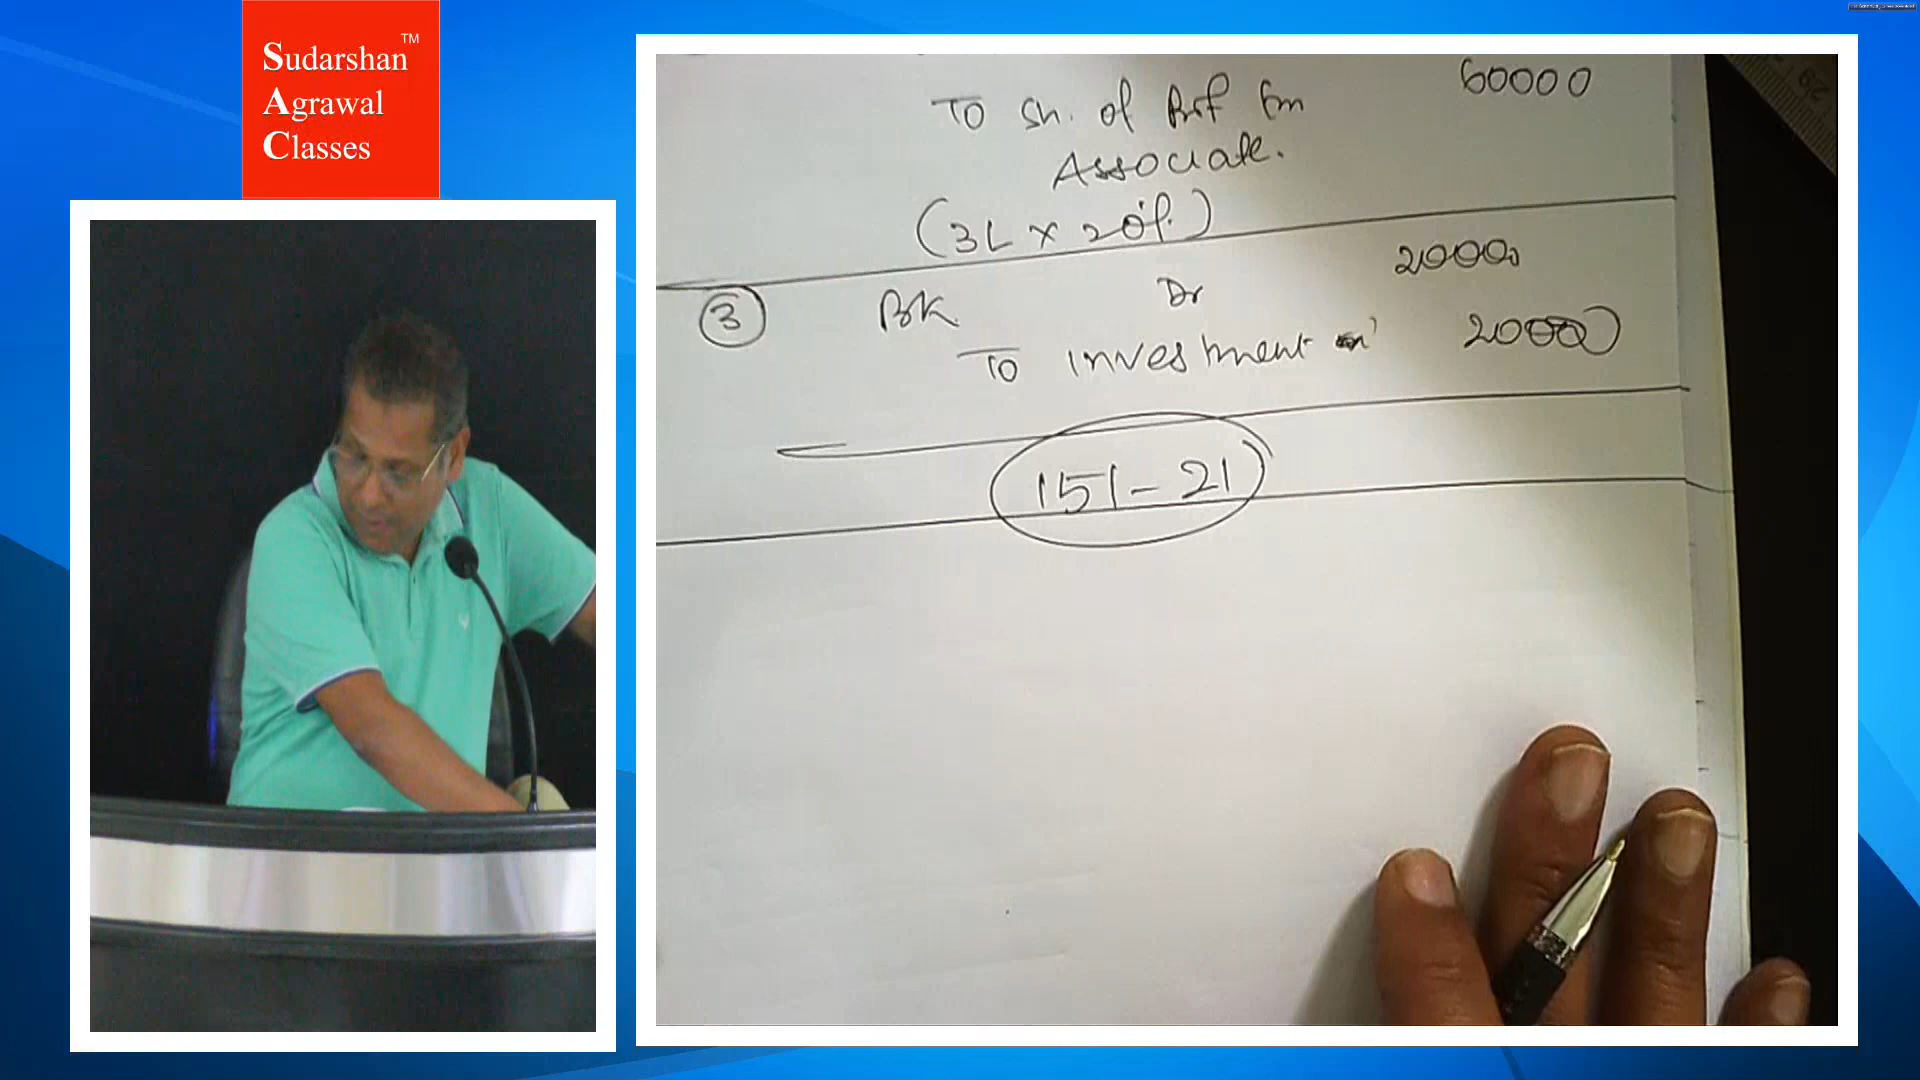 Sudarshan™
Agrawal
Classes
To sh. of Prf fm 60000
Associate.
(3L x 20%)
3 Bk Dr 20000
To investment 20000
151-21
29